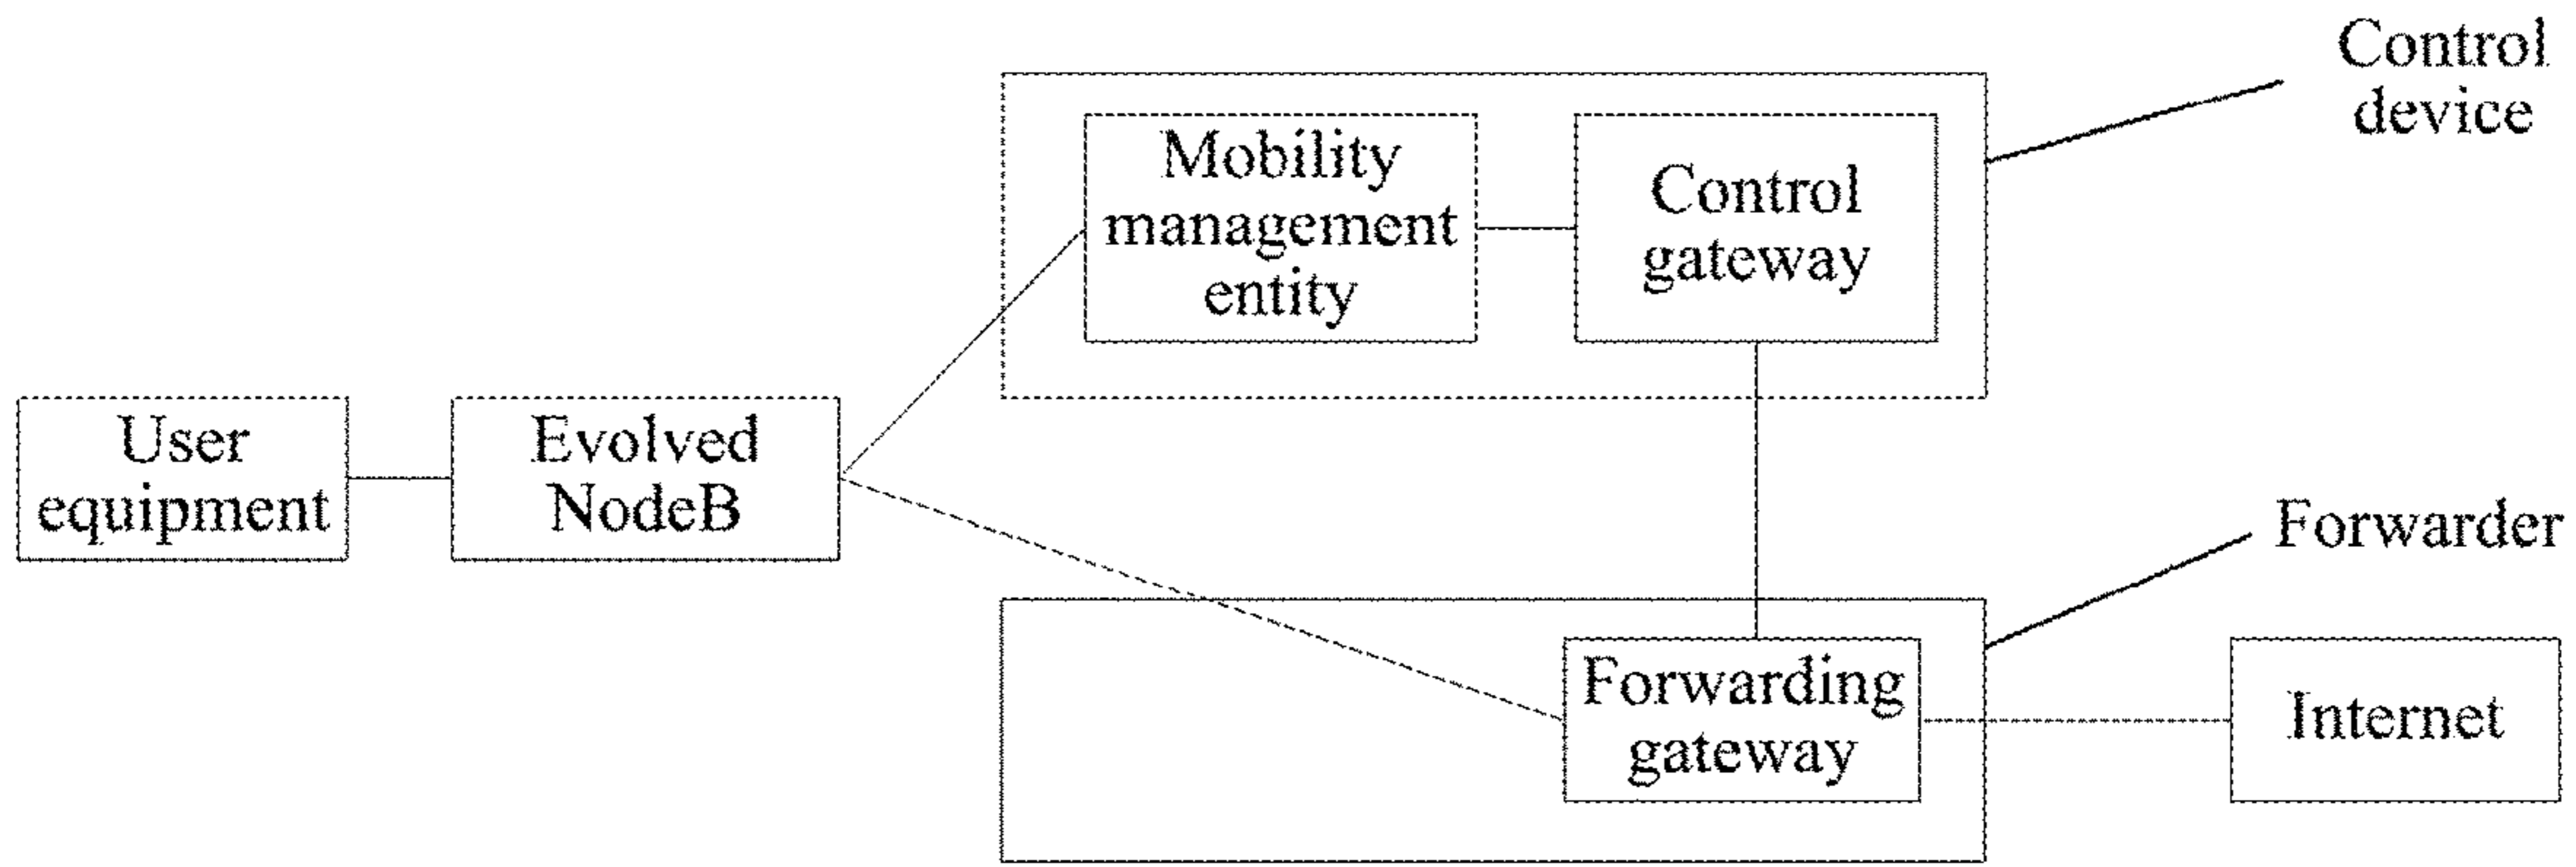 Control
device
Mobility
management
entity
Control
gateway
User
equipment
Evolved
NodeB
Forwarder
Forwarding
gateway
Internet